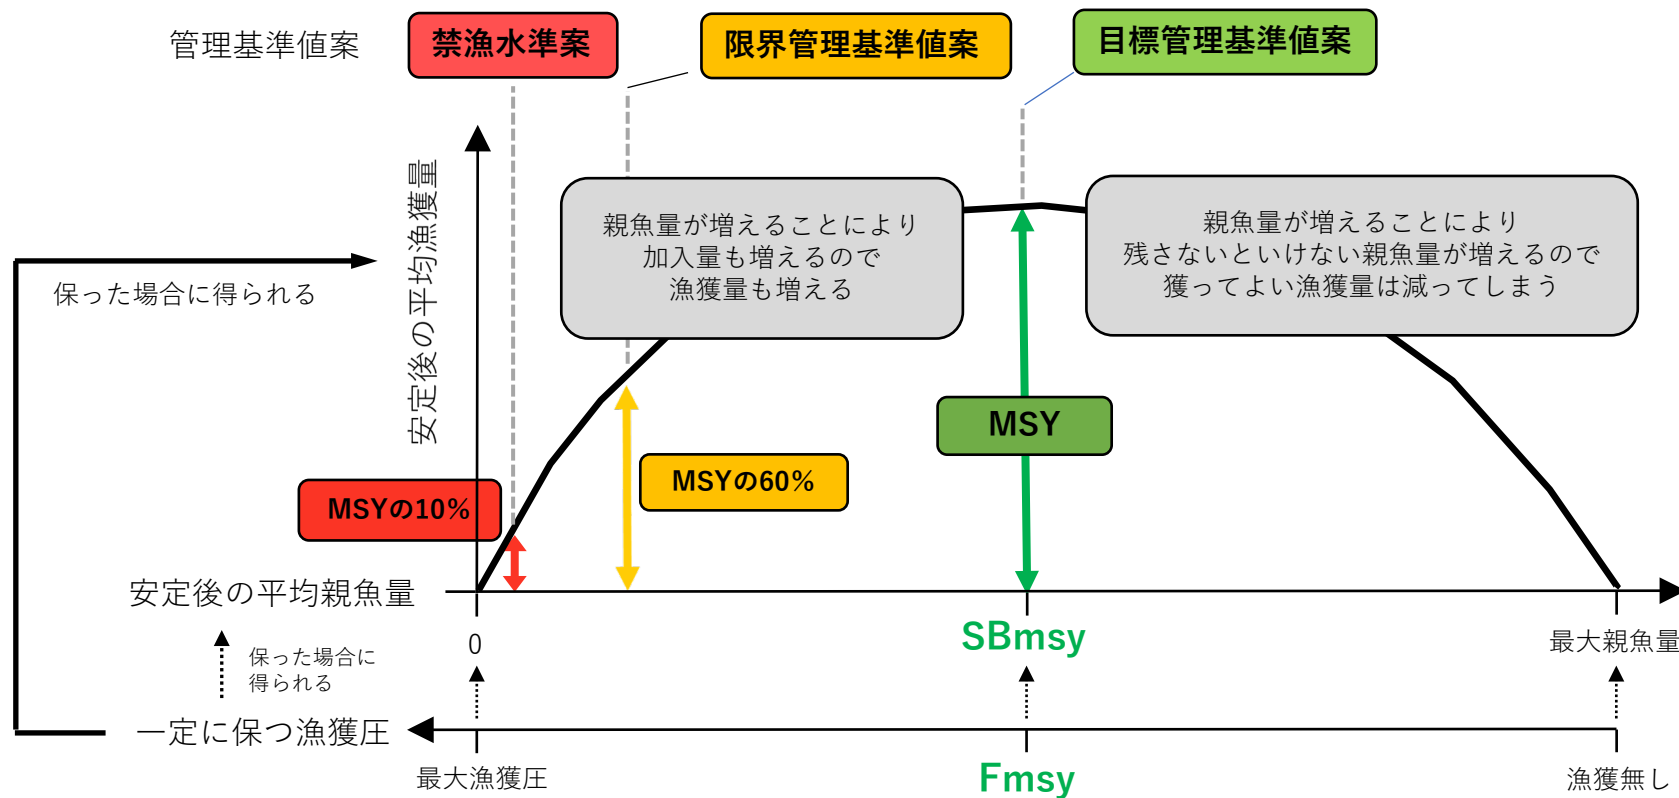 管理基準値案
禁漁水準案
限界管理基準値案
目標管理基準値案
安定後の平均漁獲量
親魚量が増えることにより
加入量も増えるので
漁獲量も増える
親魚量が増えることにより
残さないといけない親魚量が増えるので
獲ってよい漁獲量は減ってしまう
保った場合に得られる
MSY
MSYの60%
MSYの10%
安定後の平均親魚量
0
SBmsy
最大親魚量
保った場合に
得られる
一定に保つ漁獲圧
最大漁獲圧
Fmsy
漁獲無し